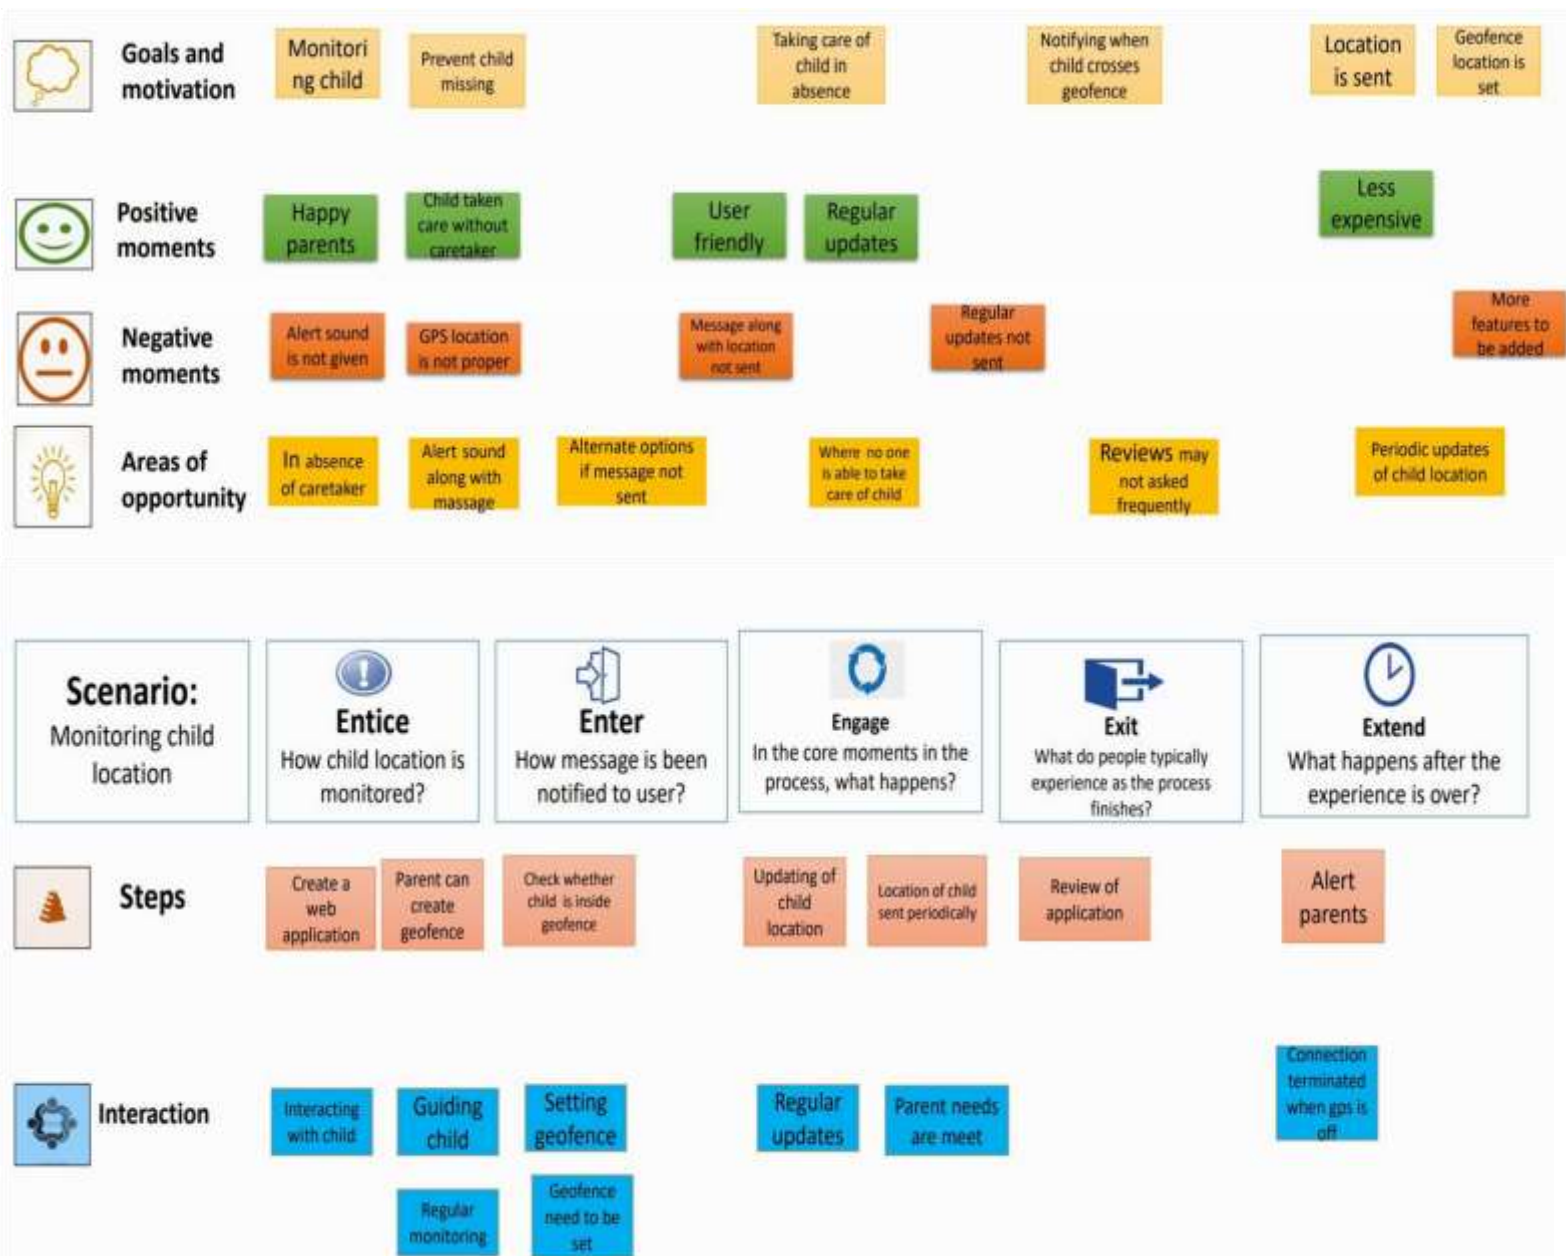 Goals and
motivation
Monitori
ng child
Prevent child
missing
Taking care of
child in
absence
Notifying when
child crosses
geofence
Location
is sent
Geofence
location is
set
Positive
moments
Happy
parents
Child taken
care without
caretaker
User
friendly
Regular
updates
Less
expensive
Negative
moments
Alert sound
is not given
GPS location
is not proper
Message along
with location
not sent
Regular
updates not
sent
More
features to
be added
Areas of
opportunity
In absence
of caretaker
Alert sound
along with
massage
Alternate options
if message not
sent
Where no one
is able to take
care of child
Reviews may
not asked
frequently
Periodic updates
of child location
Scenario:
Monitoring child
location
Entice
How child location is
monitored?
Enter
How message is been
notified to user?
Engage
In the core moments in the
process, what happens?
Exit
What do people typically
experience as the process
finishes?
Extend
What happens after the
experience is over?
Steps
Create a
web
application
Parent can
create
geofence
Check whether
child is inside
geofence
Updating of
child
location
Location of child
sent periodically
Review of
application
Alert
parents
Interaction
Interacting
with child
Guiding
child
Setting
geofence
Regular
updates
Parent needs
are meet
Connection
terminated
when gps is
off
Regular
monitoring
Geofence
need to be
set